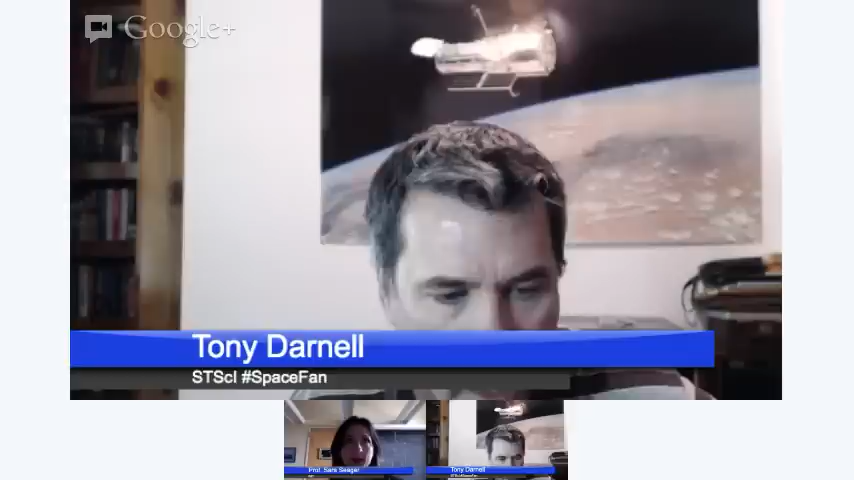 Google+
Tony Darnell
STScI #SpaceFan
Prof. Sara Seager
Tony Darnell